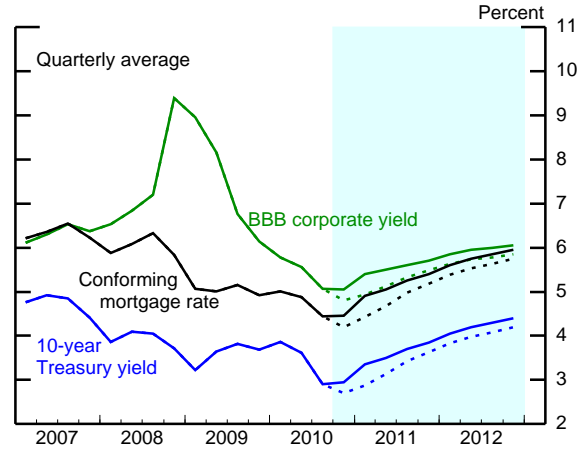 Percent
11
Quarterly average
10
9
8
7
BBB corporate yield
6
Conforming
mortgage rate
5
4
10-year
Treasury yield
3
2
2007 2008 2009 2010 2011 2012